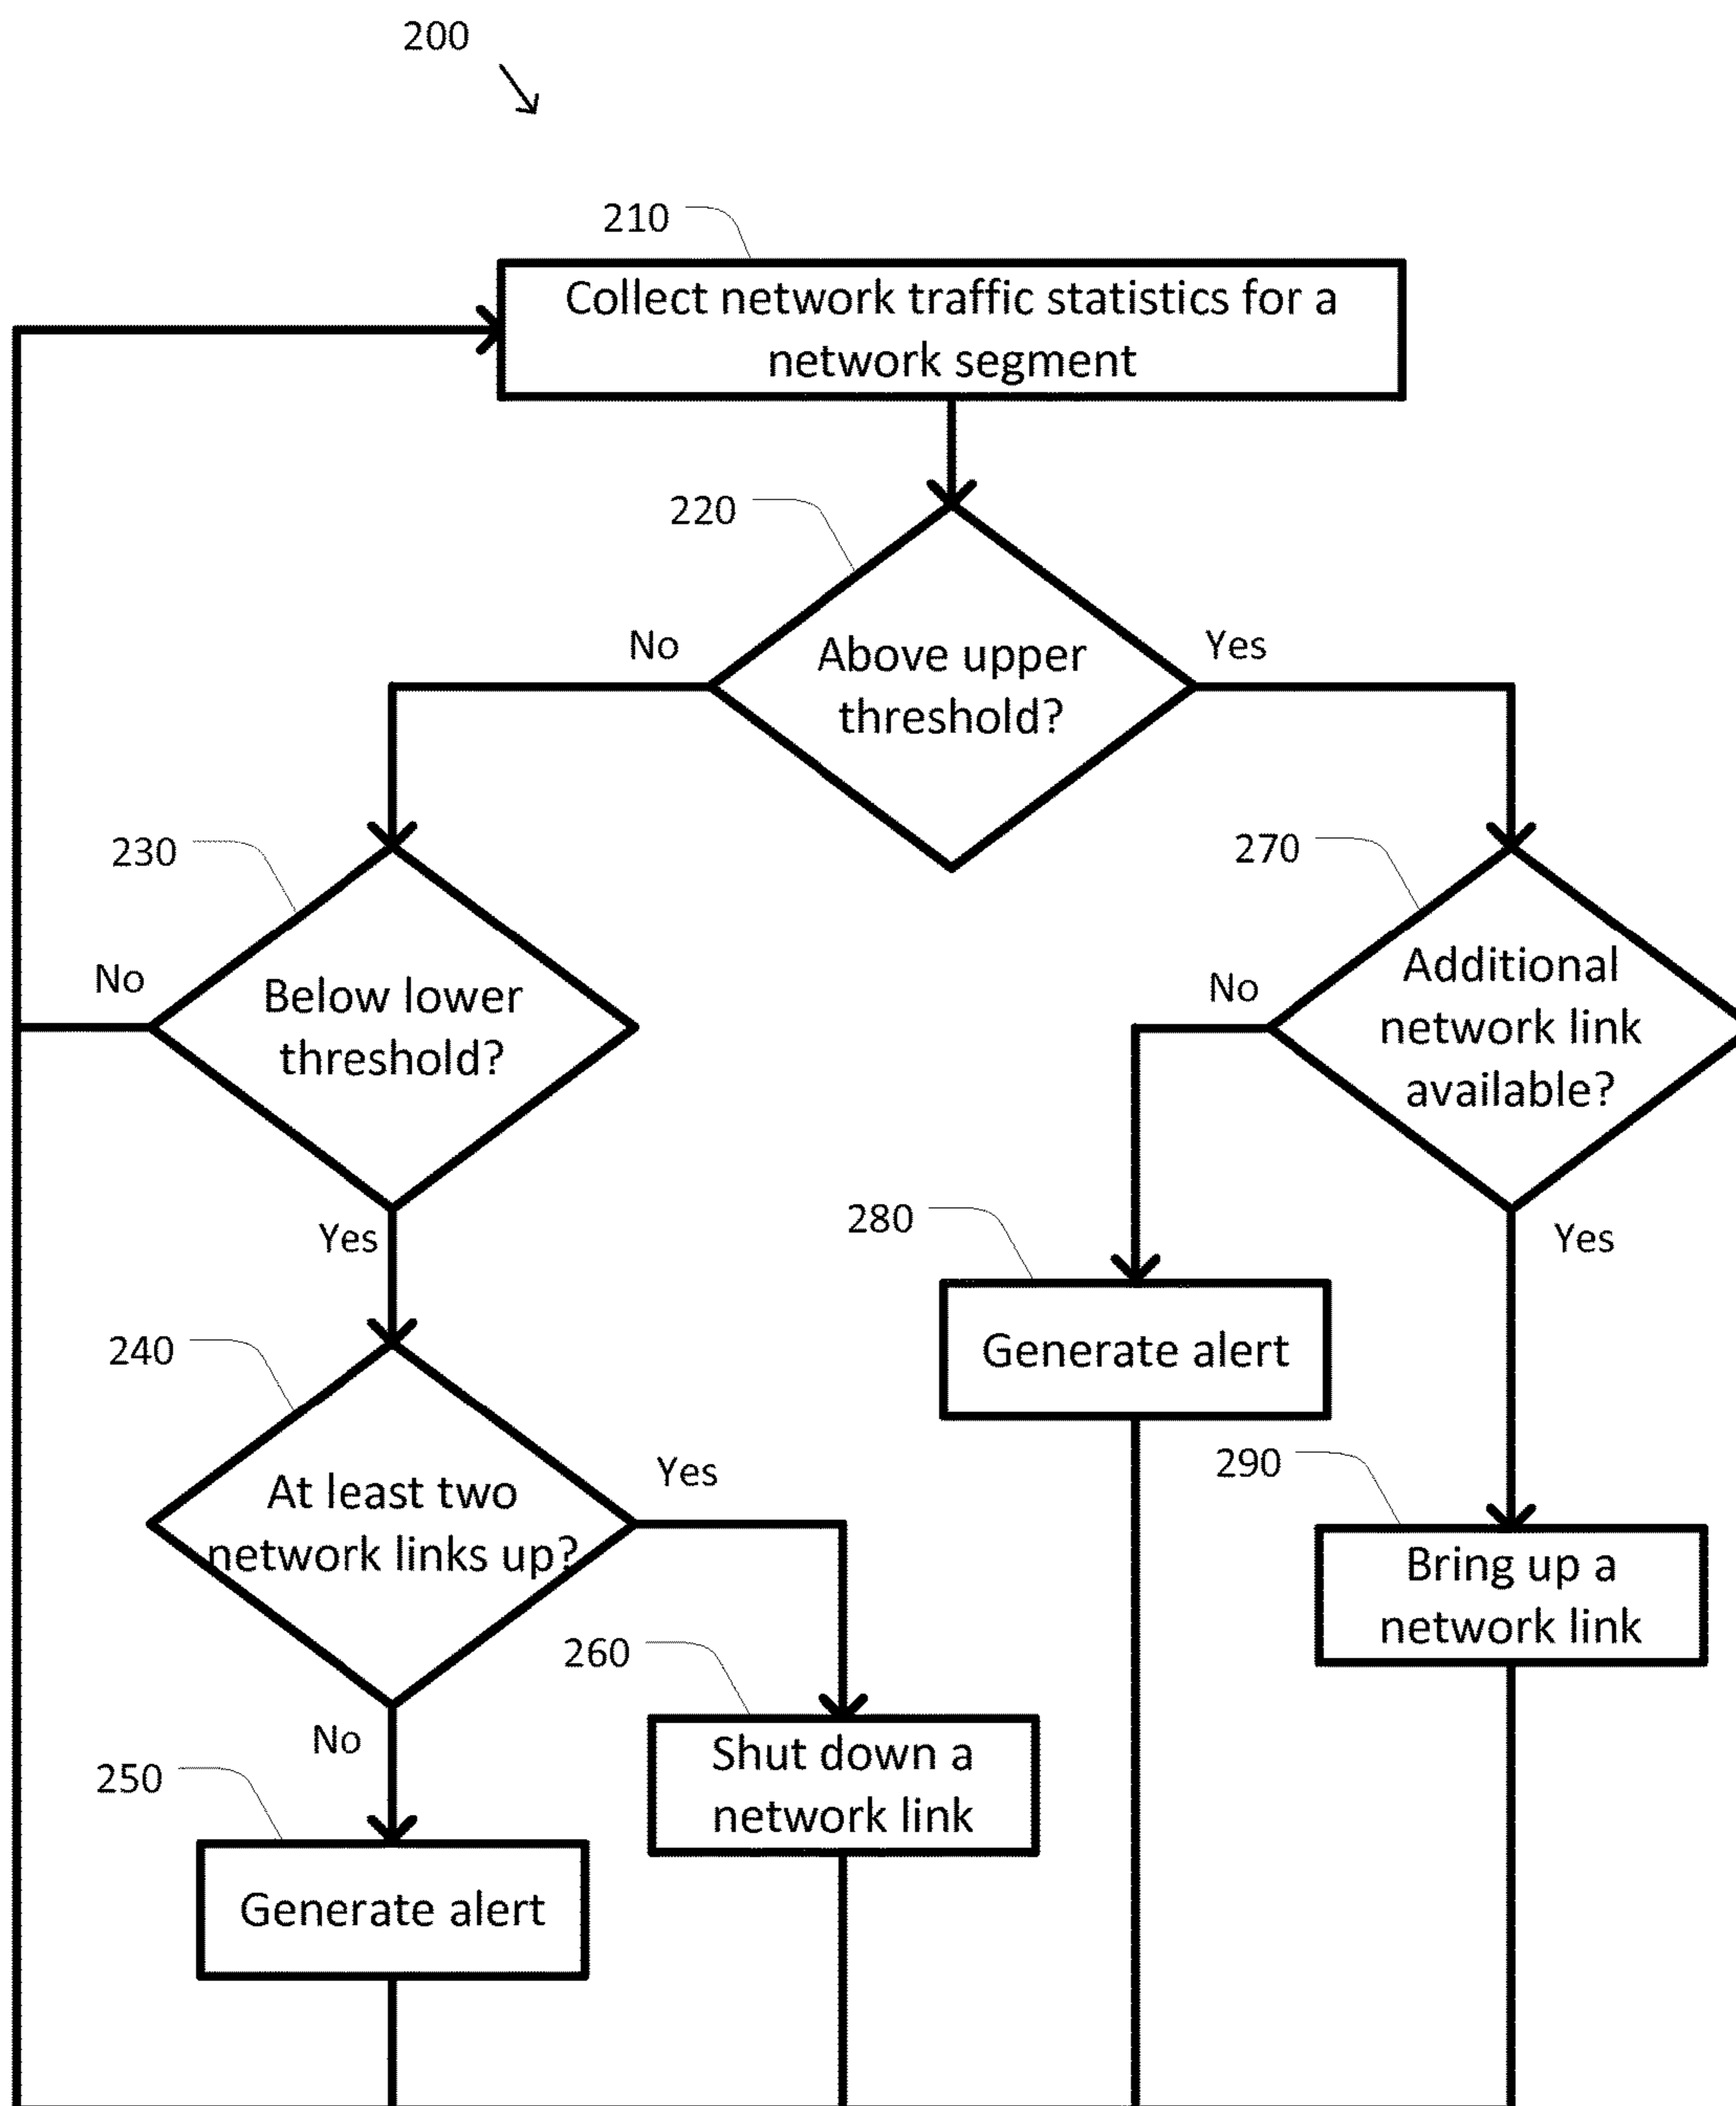 200
210
Collect network traffic statistics for a
network segment
220
No
Above upper
threshold?
Yes
230
No
Below lower
threshold?
Yes
270
No
Additional
network link
available?
Yes
240
At least two
network links up?
Yes
No
280
Generate alert
290
Bring up a
network link
260
Shut down a
network link
250
Generate alert